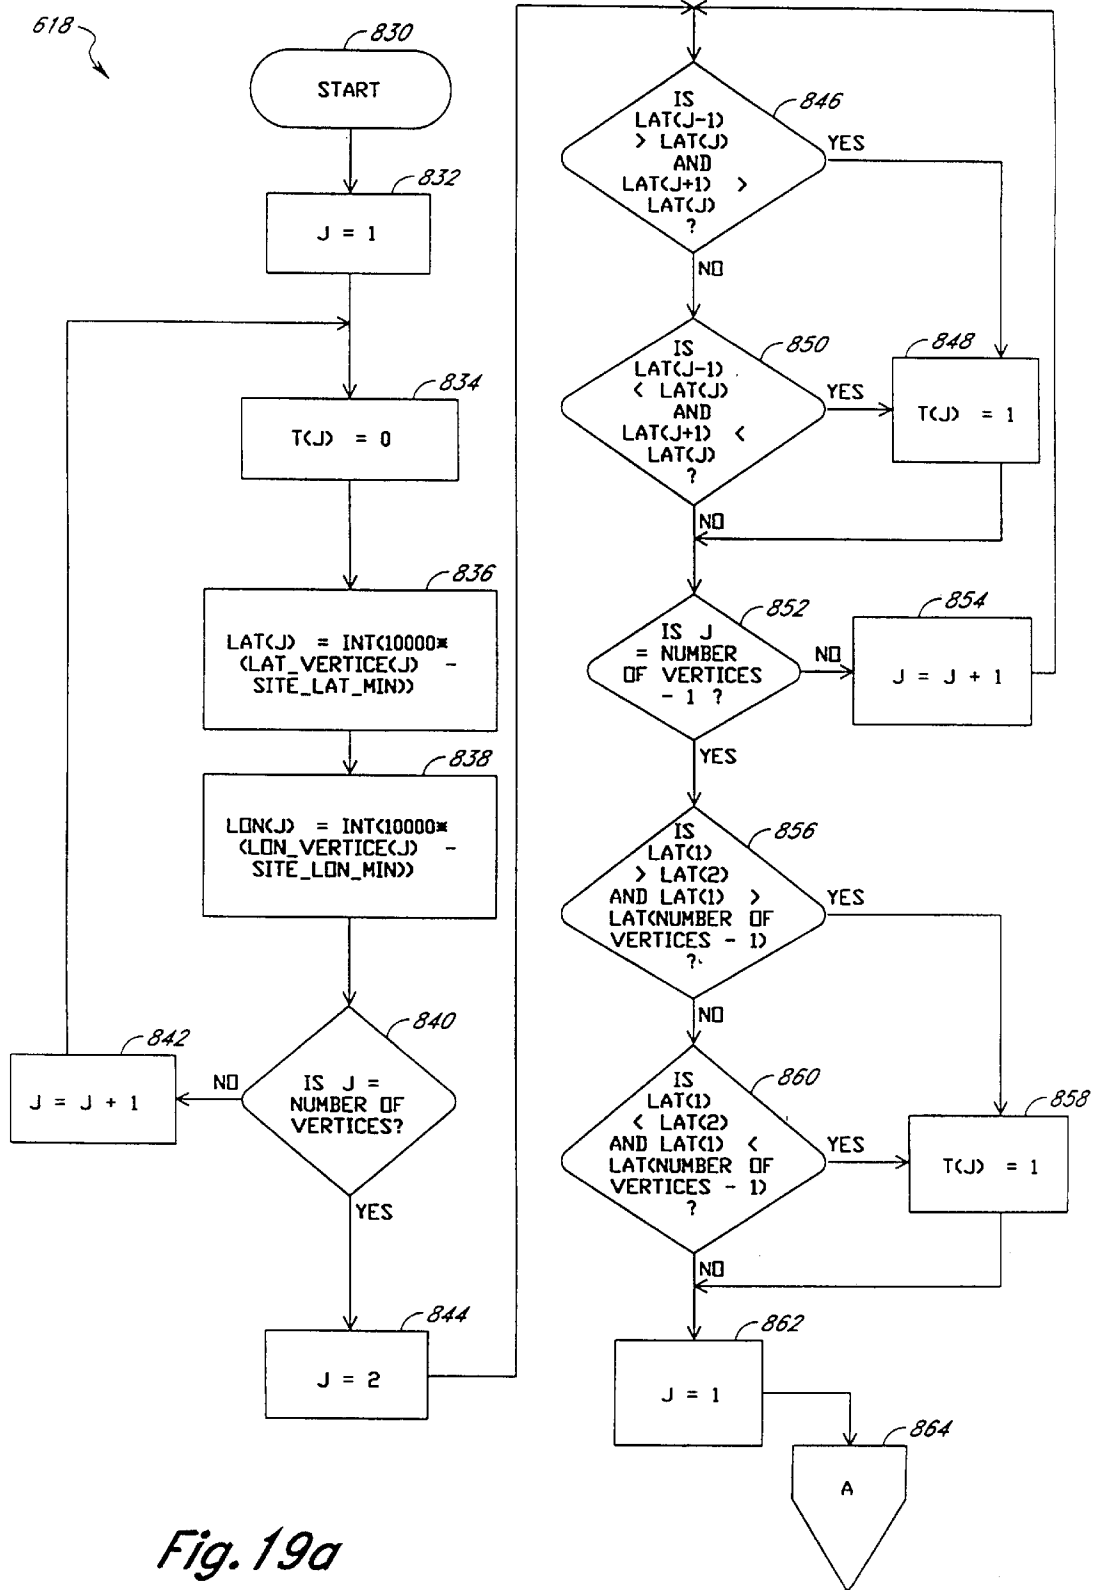 618
830
START
832
J = 1
834
T(J) = 0
836
LAT(J) = INT(10000*
(LAT_VERTICE(J) -
SITE_LAT_MIN))
838
LON(J) = INT(10000*
(LON_VERTICE(J) -
SITE_LON_MIN))
840
IS J =
NUMBER OF
VERTICES?
NO
842
J = J + 1
YES
844
J = 2
846
IS
LAT(J-1)
> LAT(J)
AND
LAT(J+1) >
LAT(J)
?
YES
NO
848
T(J) = 1
850
IS
LAT(J-1)
< LAT(J)
AND
LAT(J+1) <
LAT(J)
?
YES
NO
852
IS J
= NUMBER
OF VERTICES
- 1 ?
NO
854
J = J + 1
YES
856
IS
LAT(1)
> LAT(2)
AND LAT(1) >
LAT(NUMBER OF
VERTICES - 1)
?
YES
NO
858
T(J) = 1
860
IS
LAT(1)
< LAT(2)
AND LAT(1) <
LAT(NUMBER OF
VERTICES - 1)
?
YES
NO
862
J = 1
864
A
Fig. 19a